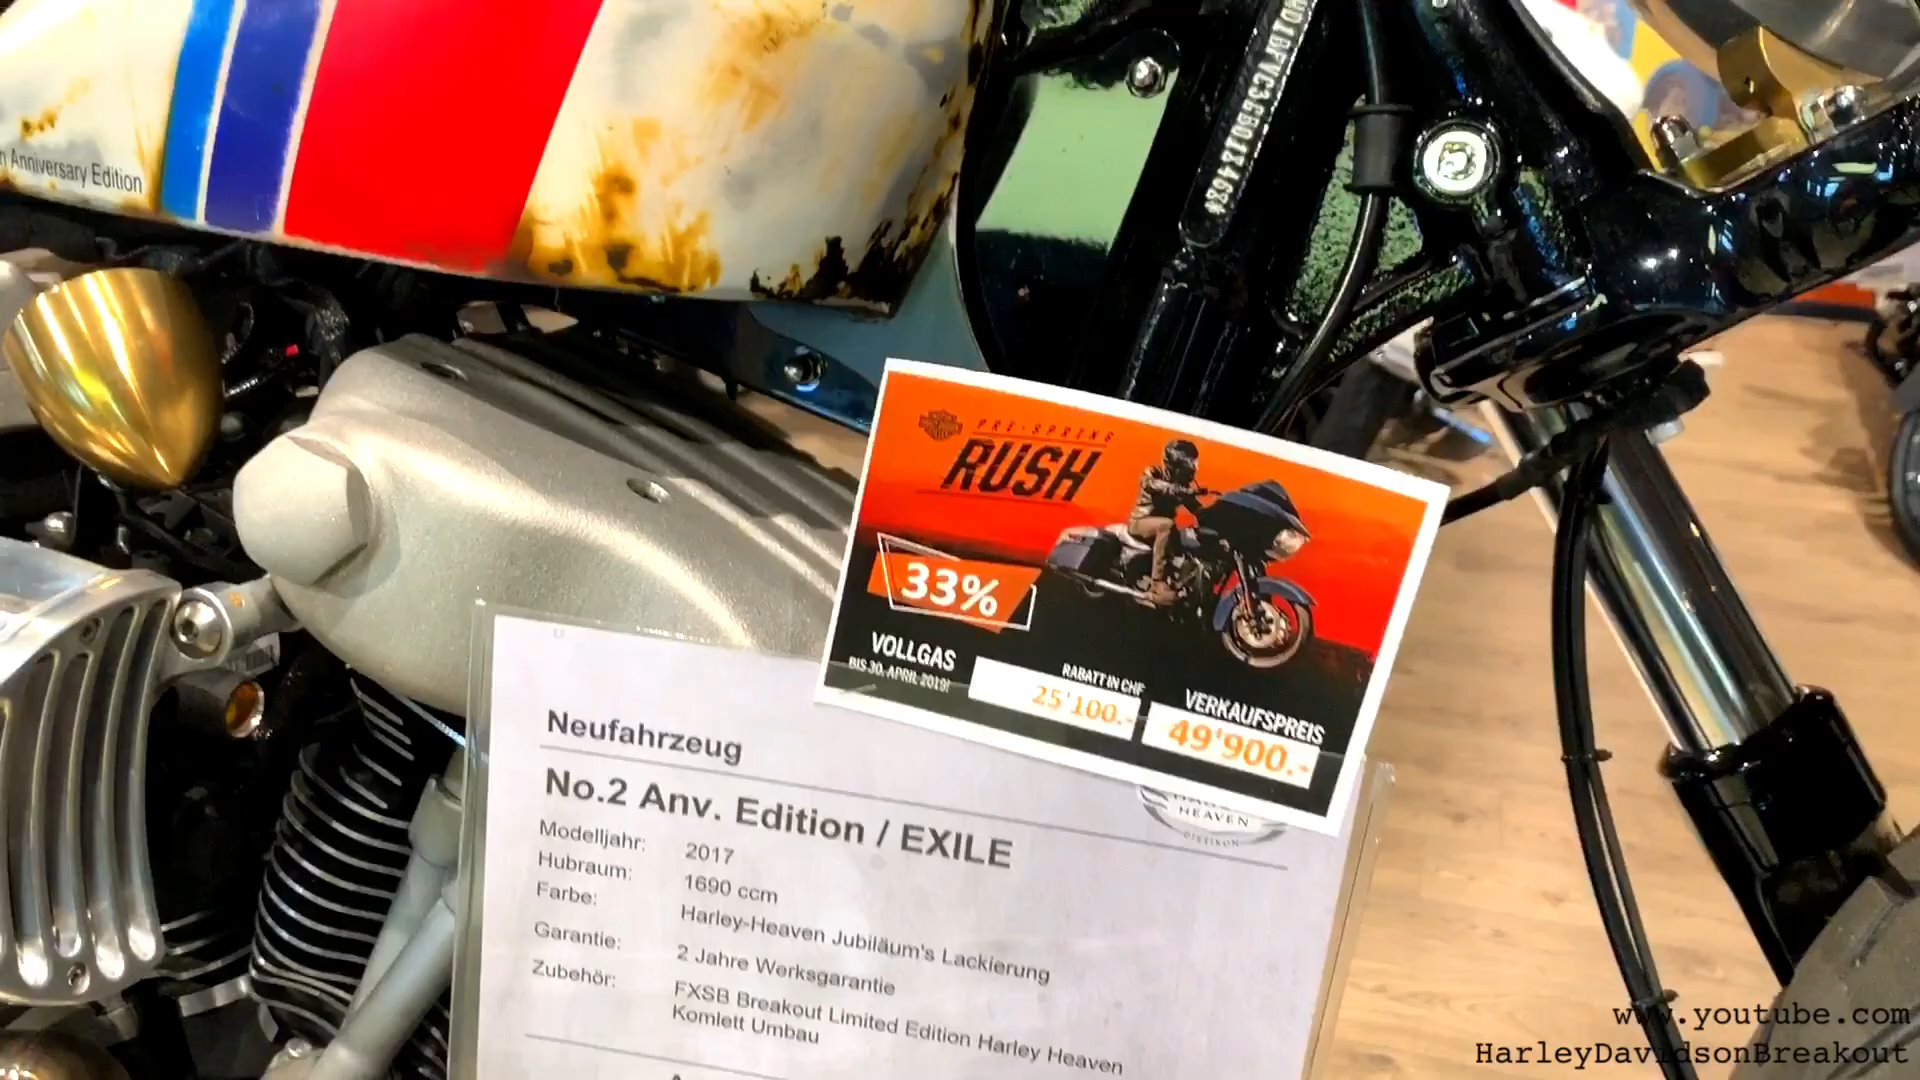 Anniversary Edition
PRE-SPRING
RUSH
33%
VOLLGAS
BIS 30. APRIL 2019!
RABATT IN CHF
25'100.-
VERKAUFSPREIS
49'900.-
HEAVEN
Neufahrzeug
No.2 Anv. Edition / EXILE
Modelljahr: 2017
Hubraum: 1690 ccm
Farbe: Harley-Heaven Jubiläum's Lackierung
Garantie: 2 Jahre Werksgarantie
Zubehör: FXSB Breakout Limited Edition Harley Heaven
Komlett Umbau
www.youtube.com
HarleyDavidsonBreakout